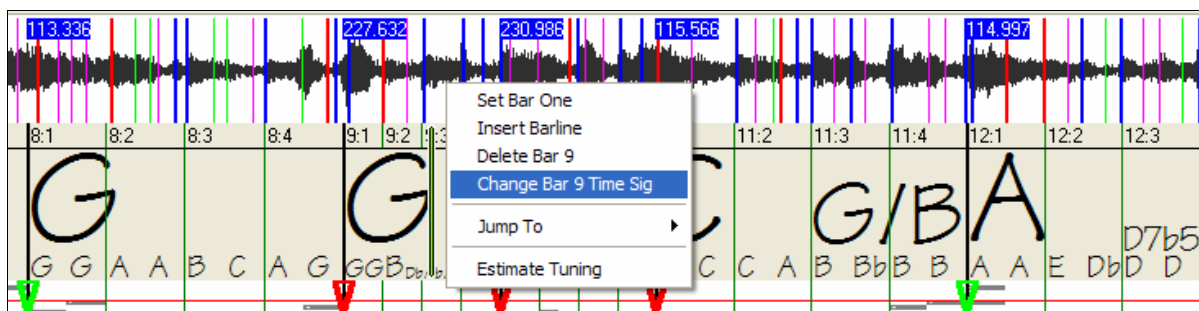 113.336 227.632 230.986 115.566 114.997
8:1 8:2 8:3 8:4 9:1 9:2 11:2 11:3 11:4 12:1 12:2 12:3
Set Bar One
Insert Barline
Delete Bar 9
Change Bar 9 Time Sig
Jump To
Estimate Tuning
G G C G/B A D7b5
G G A A B C A G G G B C C A B Bb B B A A E Db D D